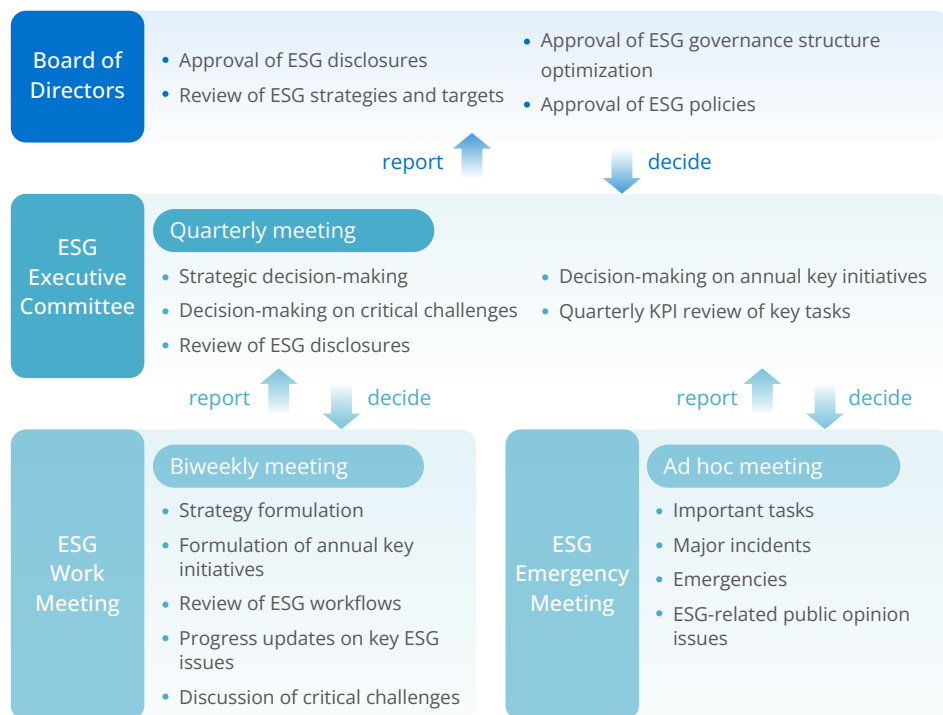 Board of
Directors
• Approval of ESG disclosures
• Review of ESG strategies and targets
• Approval of ESG governance structure
optimization
• Approval of ESG policies
report
decide
ESG
Executive
Committee
Quarterly meeting
• Strategic decision-making
• Decision-making on critical challenges
• Review of ESG disclosures
• Decision-making on annual key initiatives
• Quarterly KPI review of key tasks
report
decide
report
decide
ESG
Work
Meeting
Biweekly meeting
• Strategy formulation
• Formulation of annual key
initiatives
• Review of ESG workflows
• Progress updates on key ESG
issues
• Discussion of critical challenges
ESG
Emergency
Meeting
Ad hoc meeting
• Important tasks
• Major incidents
• Emergencies
• ESG-related public opinion
issues